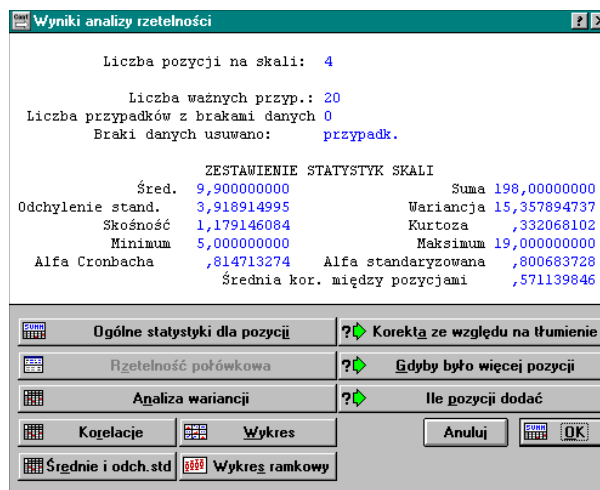 Wyniki analizy rzetelności
Liczba pozycji na skali: 4
Liczba ważnych przyp.: 20
Liczba przypadków z brakami danych 0
Braki danych usuwano: przypadk.
ZESTAWIENIE STATYSTYK SKALI
Śred. 9,900000000 Suma 198,00000000
Odchylenie stand. 3,918914995 Wariancja 15,357894737
Skośność 1,179146084 Kurtoza ,332068102
Minimum 5,000000000 Maksimum 19,000000000
Alfa Cronbacha ,814713274 Alfa standaryzowana ,800683728
Średnia kor. między pozycjami ,571139846
Ogólne statystyki dla pozycji ? Korekta ze względu na tłumienie
Rzetelność połówkowa ? Gdyby było więcej pozycji
Analiza wariancji ? Ile pozycji dodać
Korelacje Wykres Anuluj OK
Średnie i odch.std Wykres ramkowy